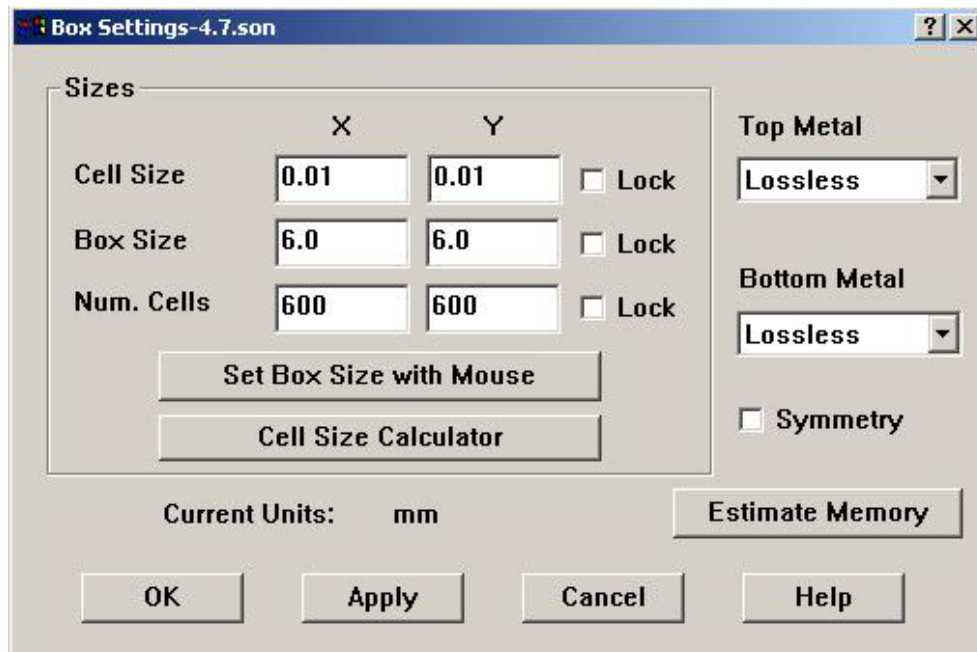 Box Settings-4.7.son
Sizes
X Y
Cell Size 0.01 0.01 Lock
Box Size 6.0 6.0 Lock
Num. Cells 600 600 Lock
Set Box Size with Mouse
Cell Size Calculator
Top Metal
Lossless
Bottom Metal
Lossless
Symmetry
Current Units: mm
Estimate Memory
OK Apply Cancel Help